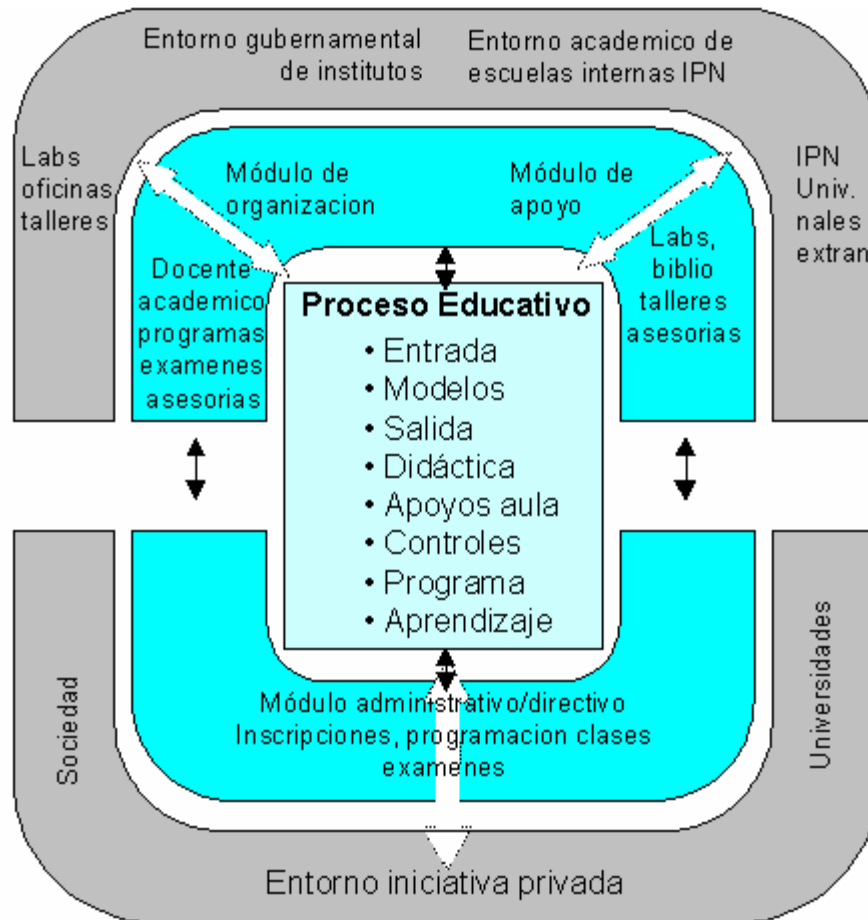 Entorno gubernamental
de institutos
Entorno academico de
escuelas internas IPN
Labs
oficinas
talleres
Módulo de
organizacion
Módulo de
apoyo
IPN
Univ.
nales
extran
Docente
academico
programas
examenes
asesorias
Labs,
biblio
talleres
asesorias
Proceso Educativo
• Entrada
• Modelos
• Salida
• Didáctica
• Apoyos aula
• Controles
• Programa
• Aprendizaje
Sociedad
Módulo administrativo/directivo
Inscripciones, programacion clases
examenes
Universidades
Entorno iniciativa privada